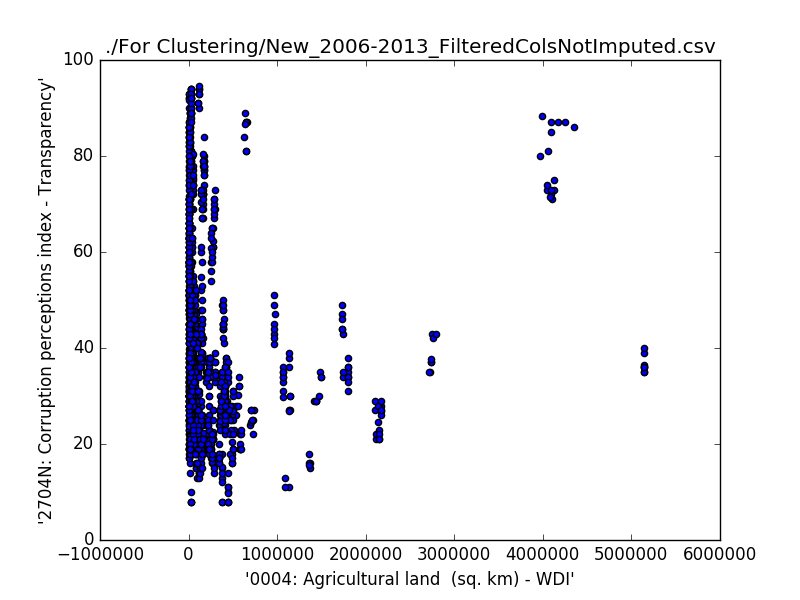 ./For Clustering/New_2006-2013_FilteredColsNotImputed.csv
'2704N: Corruption perceptions index - Transparency'
100
80
60
40
20
0
−1000000 0 1000000 2000000 3000000 4000000 5000000 6000000
'0004: Agricultural land  (sq. km) - WDI'